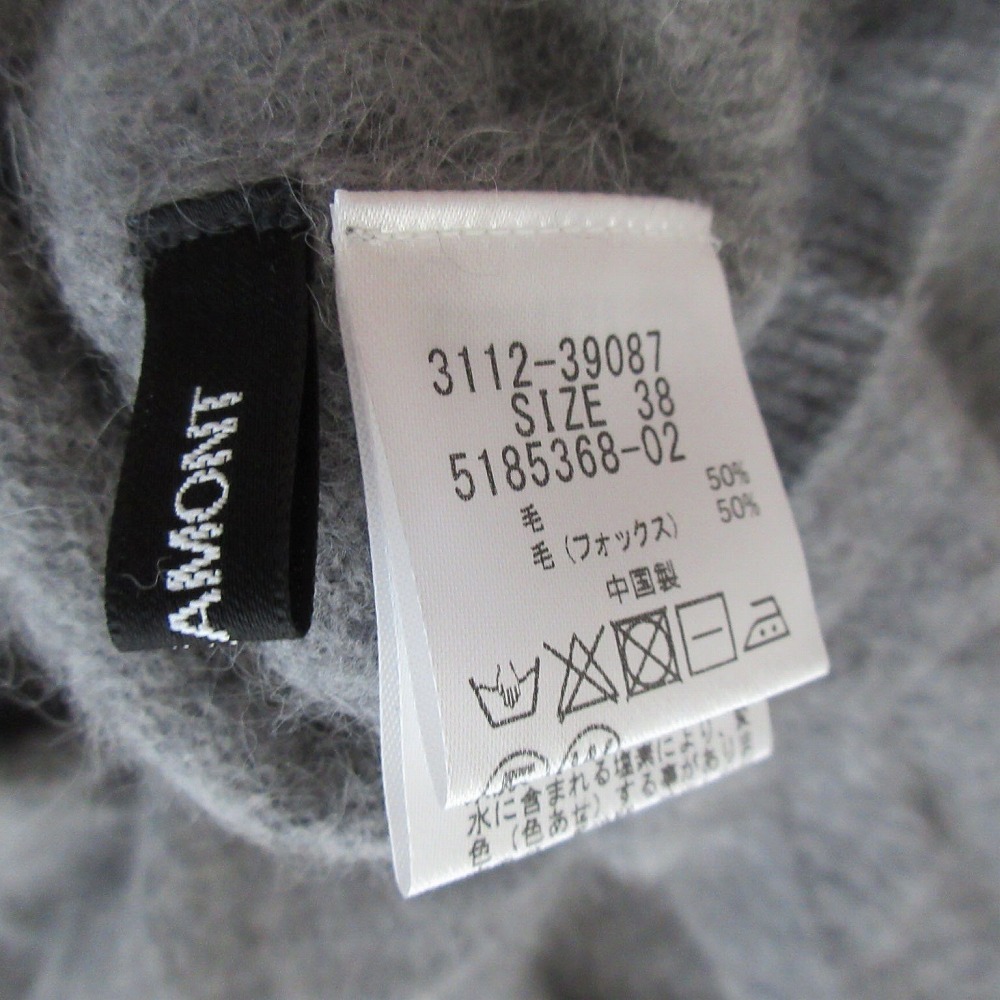 AMONT
3112-39087
SIZE 38
5185368-02
毛 50%
毛(フォックス) 50%
中国製
水に含まれる塩素により、変
色(色あせ)する事があり